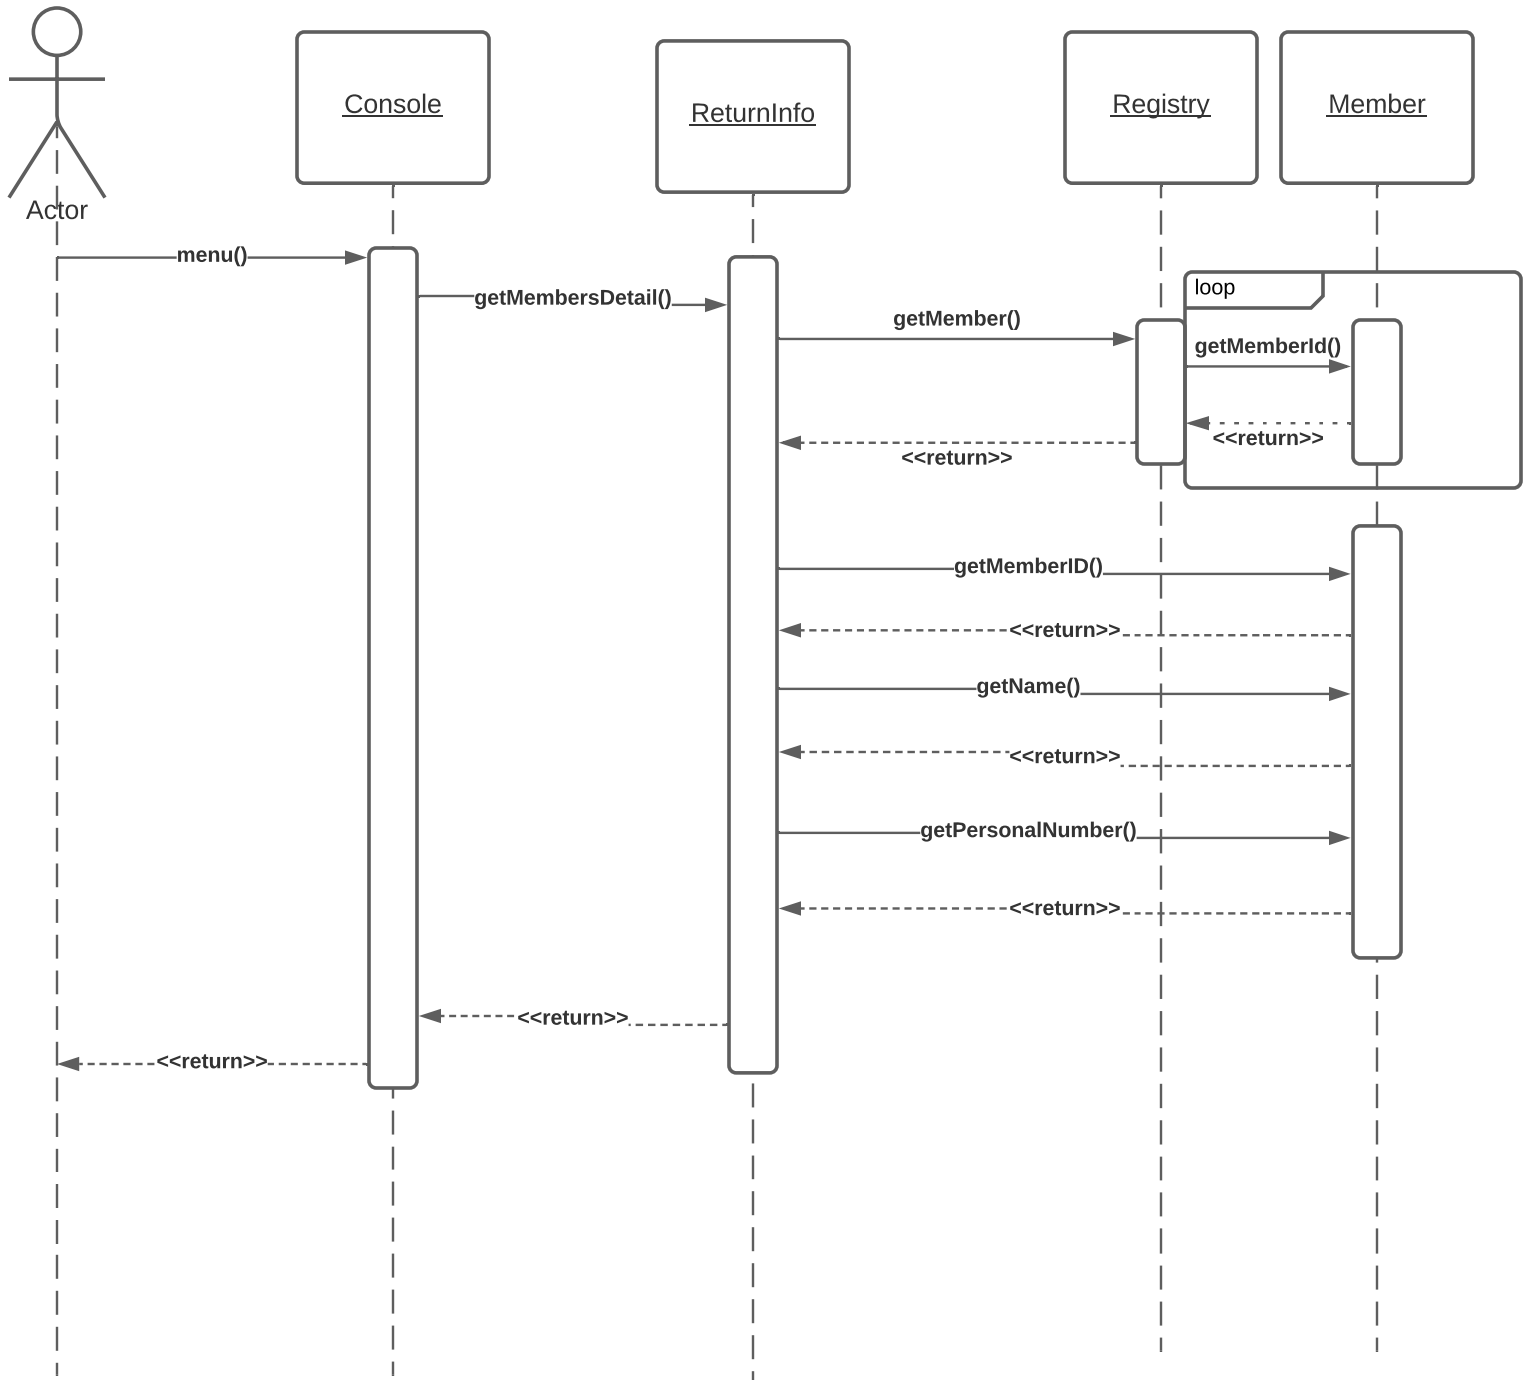 Console
ReturnInfo
Registry
Member
Actor
menu()
getMembersDetail()
loop
getMember()
getMemberId()
<<return>>
<<return>>
getMemberID()
<<return>>
getName()
<<return>>
getPersonalNumber()
<<return>>
<<return>>
<<return>>